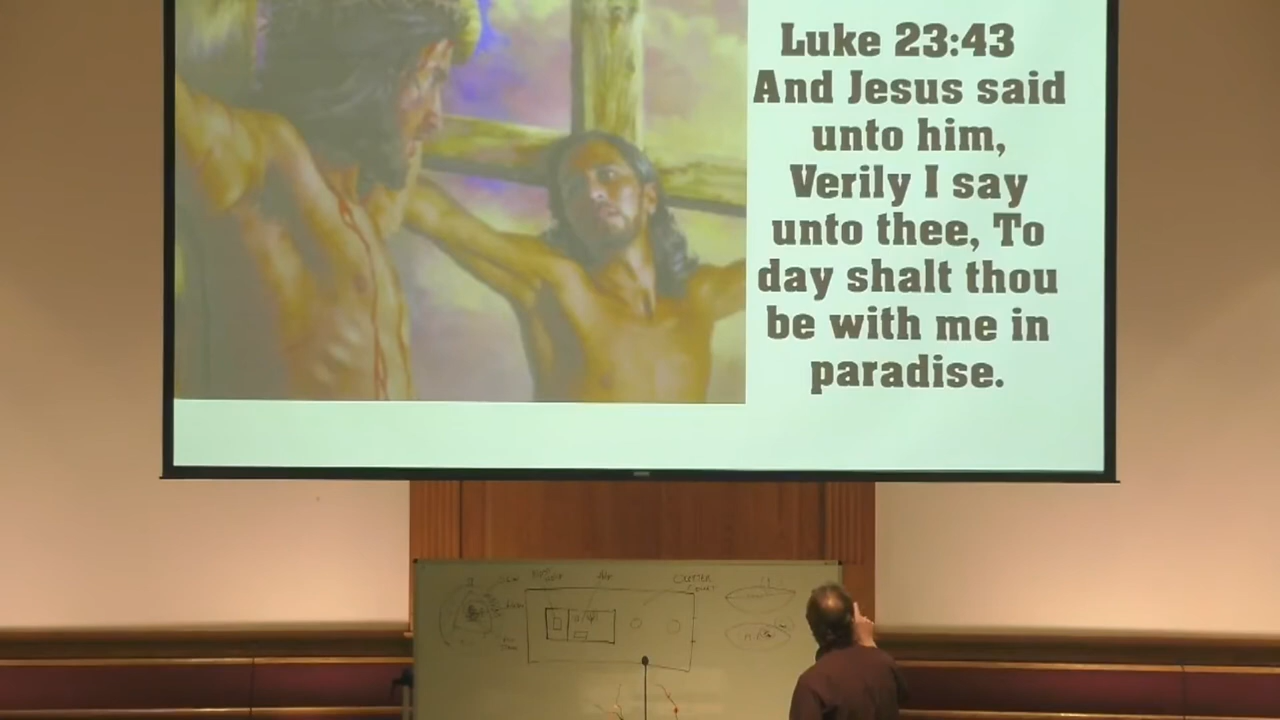 Luke 23:43
And Jesus said
unto him,
Verily I say
unto thee, To
day shalt thou
be with me in
paradise.
Outer